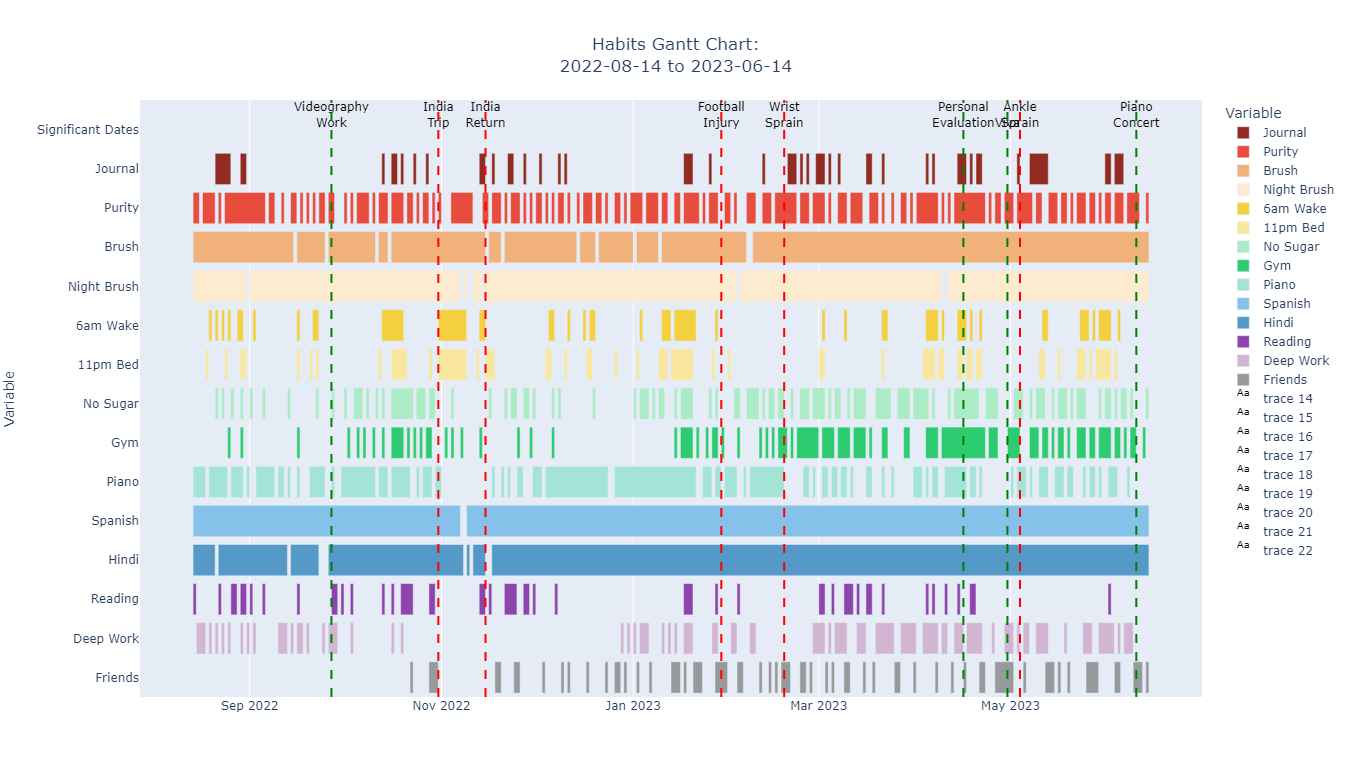 Habits Gantt Chart:
2022-08-14 to 2023-06-14
Videography
Work
India
Trip
India
Return
Football
Injury
Wrist
Sprain
Personal
Evaluation
Viva
Ankle
Sprain
Piano
Concert
Variable
Significant Dates
Journal
Purity
Brush
Night Brush
6am Wake
11pm Bed
No Sugar
Gym
Piano
Spanish
Hindi
Reading
Deep Work
Friends
Sep 2022
Nov 2022
Jan 2023
Mar 2023
May 2023
Variable
Journal
Purity
Brush
Night Brush
6am Wake
11pm Bed
No Sugar
Gym
Piano
Spanish
Hindi
Reading
Deep Work
Friends
Aa trace 14
Aa trace 15
Aa trace 16
Aa trace 17
Aa trace 18
Aa trace 19
Aa trace 20
Aa trace 21
Aa trace 22